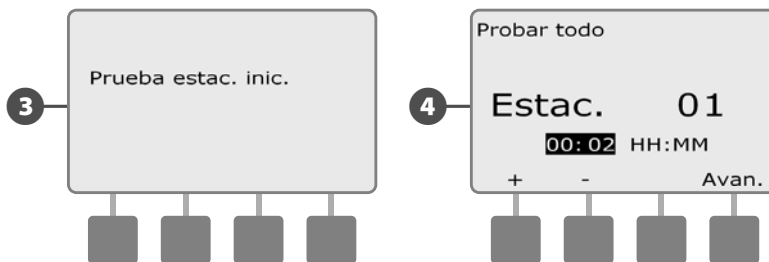 3
Prueba estac. inic.
4
Probar todo
Estac. 01
00:02 HH:MM
+ - Avan.